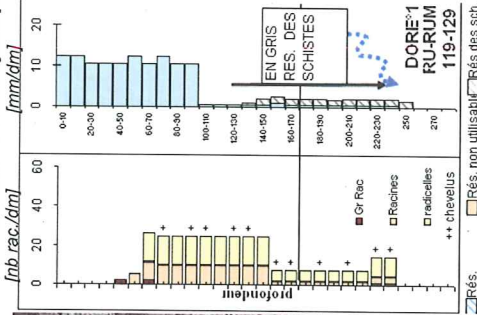 [mm/dm]
20
10
0
EN GRIS
RES. DES
SCHISTES
DORE°1
RU-RUM
119-129
0-10
20-30
40-50
60-70
80-30
100-110
120-130
140-150
160-170
180-190
200-210
220-230
250
270
[nb rac./dm]
60
40
20
0
+ + + + + +
+ + + + + +
Gr Rac
Racines
radicelles
++ chevelus
profondeur
Rés.
Rés. non utilisable
Rés des sch